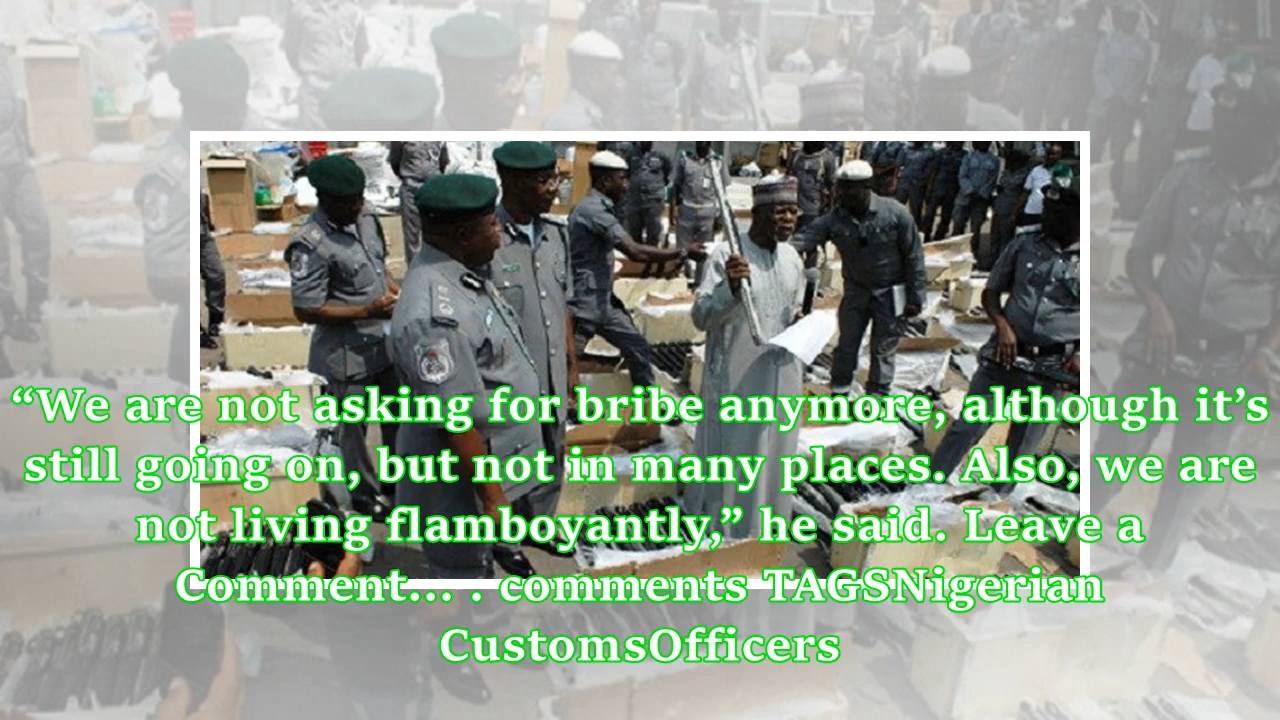 “We are not asking for bribe anymore, although it’s
still going on, but not in many places. Also, we are
not living flamboyantly,” he said. Leave a
Comment... . comments TAGSNigerian
CustomsOfficers